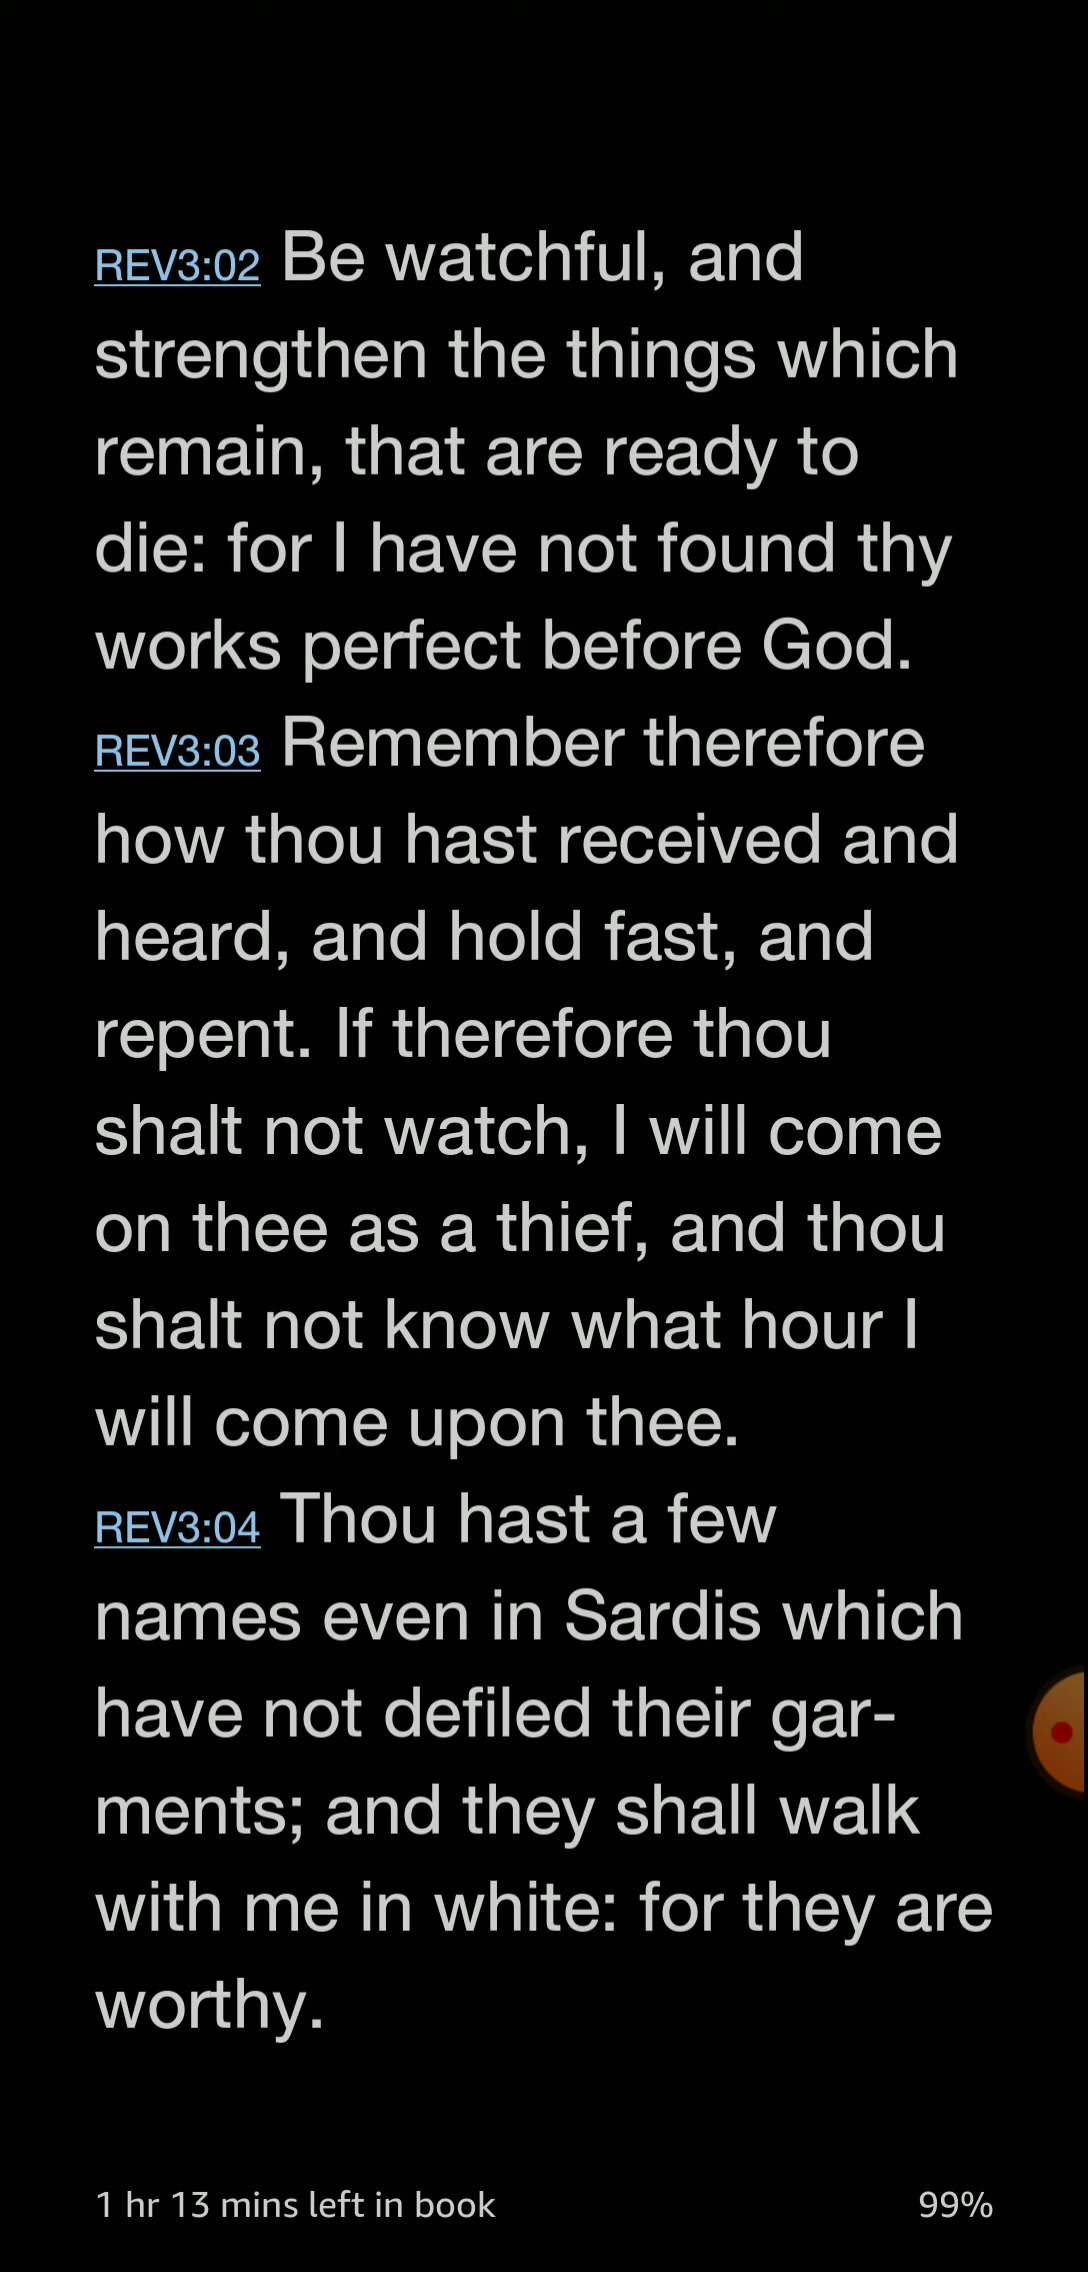 REV3:02 Be watchful, and
strengthen the things which
remain, that are ready to
die: for I have not found thy
works perfect before God.
REV3:03 Remember therefore
how thou hast received and
heard, and hold fast, and
repent. If therefore thou
shalt not watch, I will come
on thee as a thief, and thou
shalt not know what hour I
will come upon thee.
REV3:04 Thou hast a few
names even in Sardis which
have not defiled their gar-
ments; and they shall walk
with me in white: for they are
worthy.
1 hr 13 mins left in book 99%